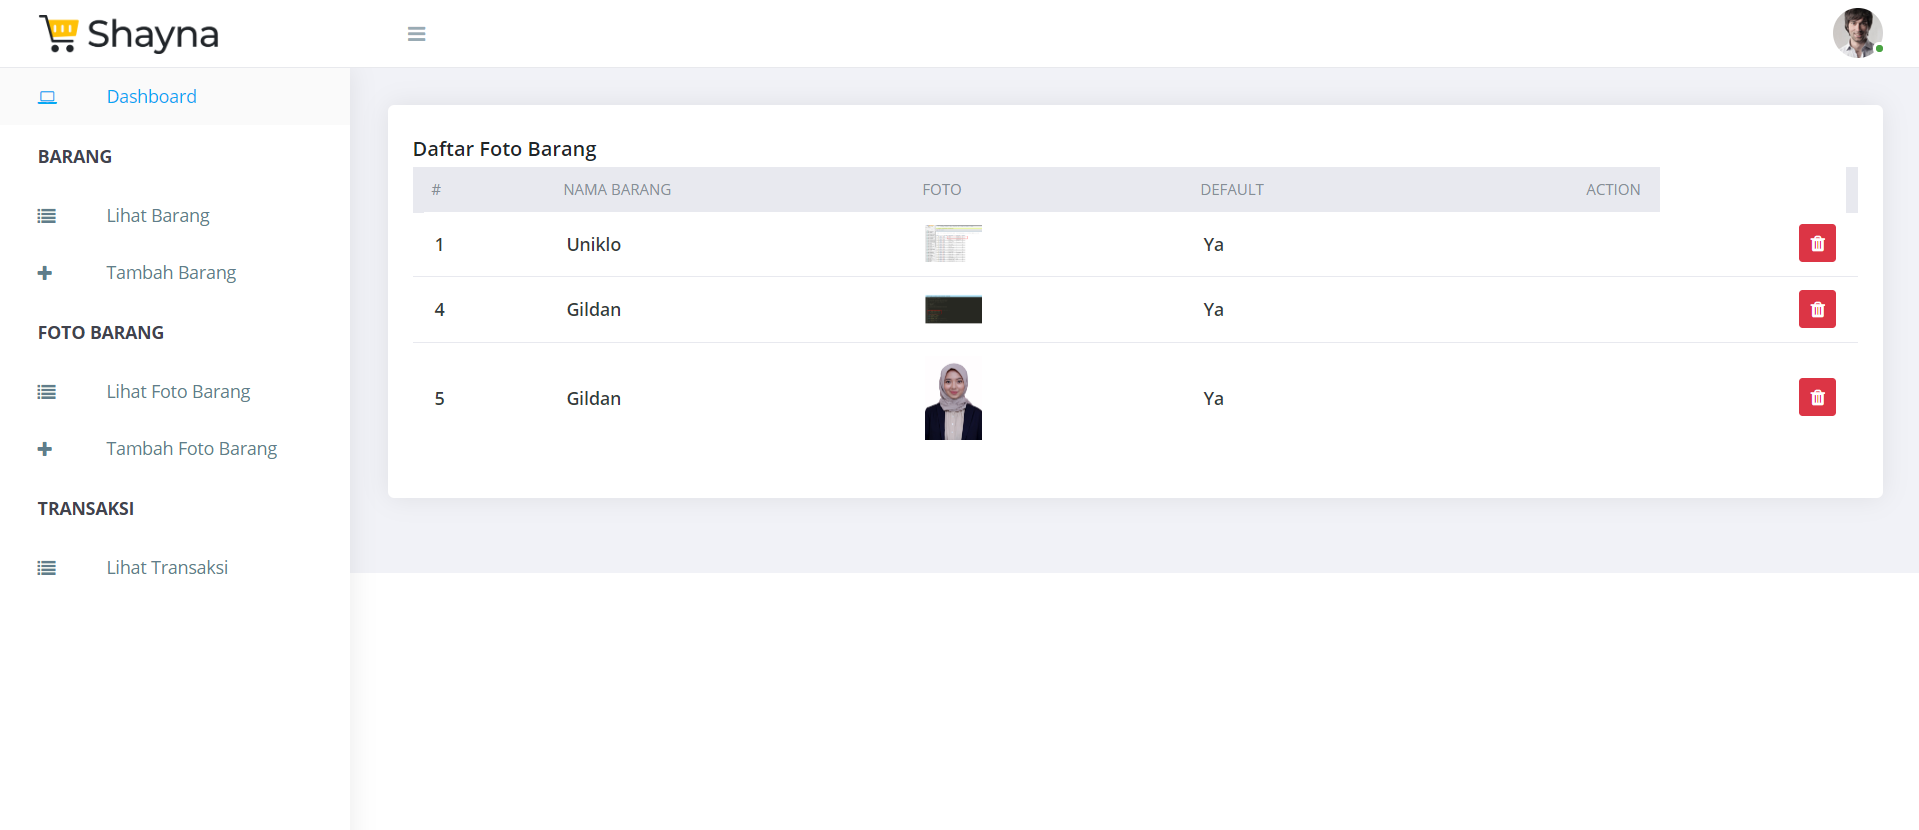 Shayna
Dashboard
BARANG
Lihat Barang
Tambah Barang
FOTO BARANG
Lihat Foto Barang
Tambah Foto Barang
TRANSAKSI
Lihat Transaksi
Daftar Foto Barang
# NAMA BARANG FOTO DEFAULT ACTION
1 Uniklo Ya
4 Gildan Ya
5 Gildan Ya